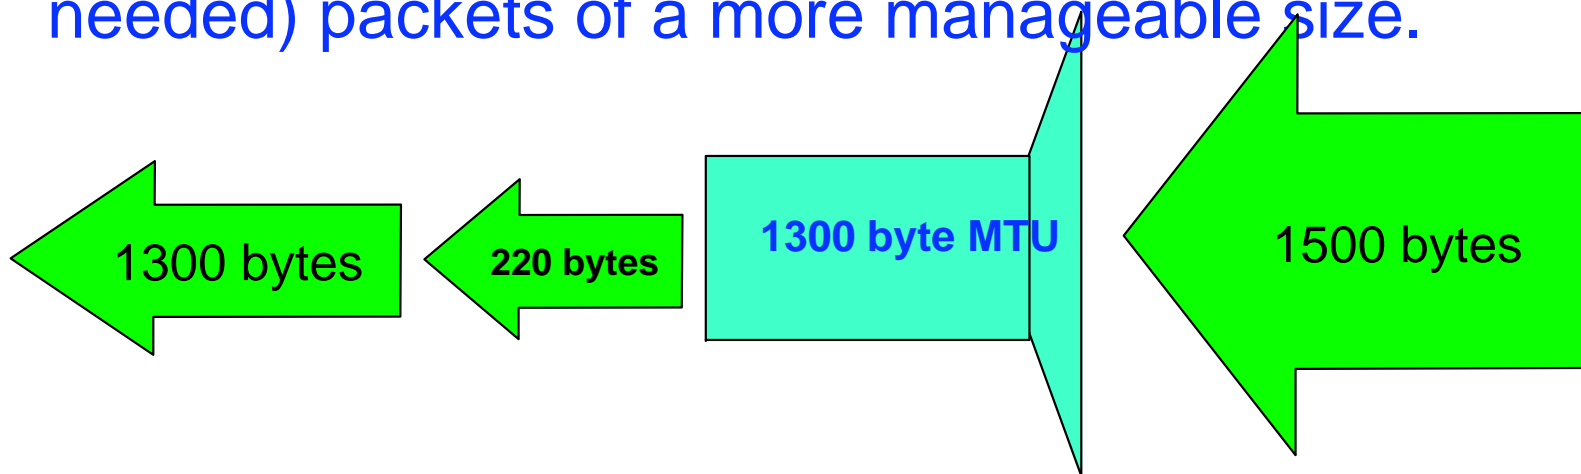 needed) packets of a more manageable size.
1300 bytes
220 bytes
1300 byte MTU
1500 bytes